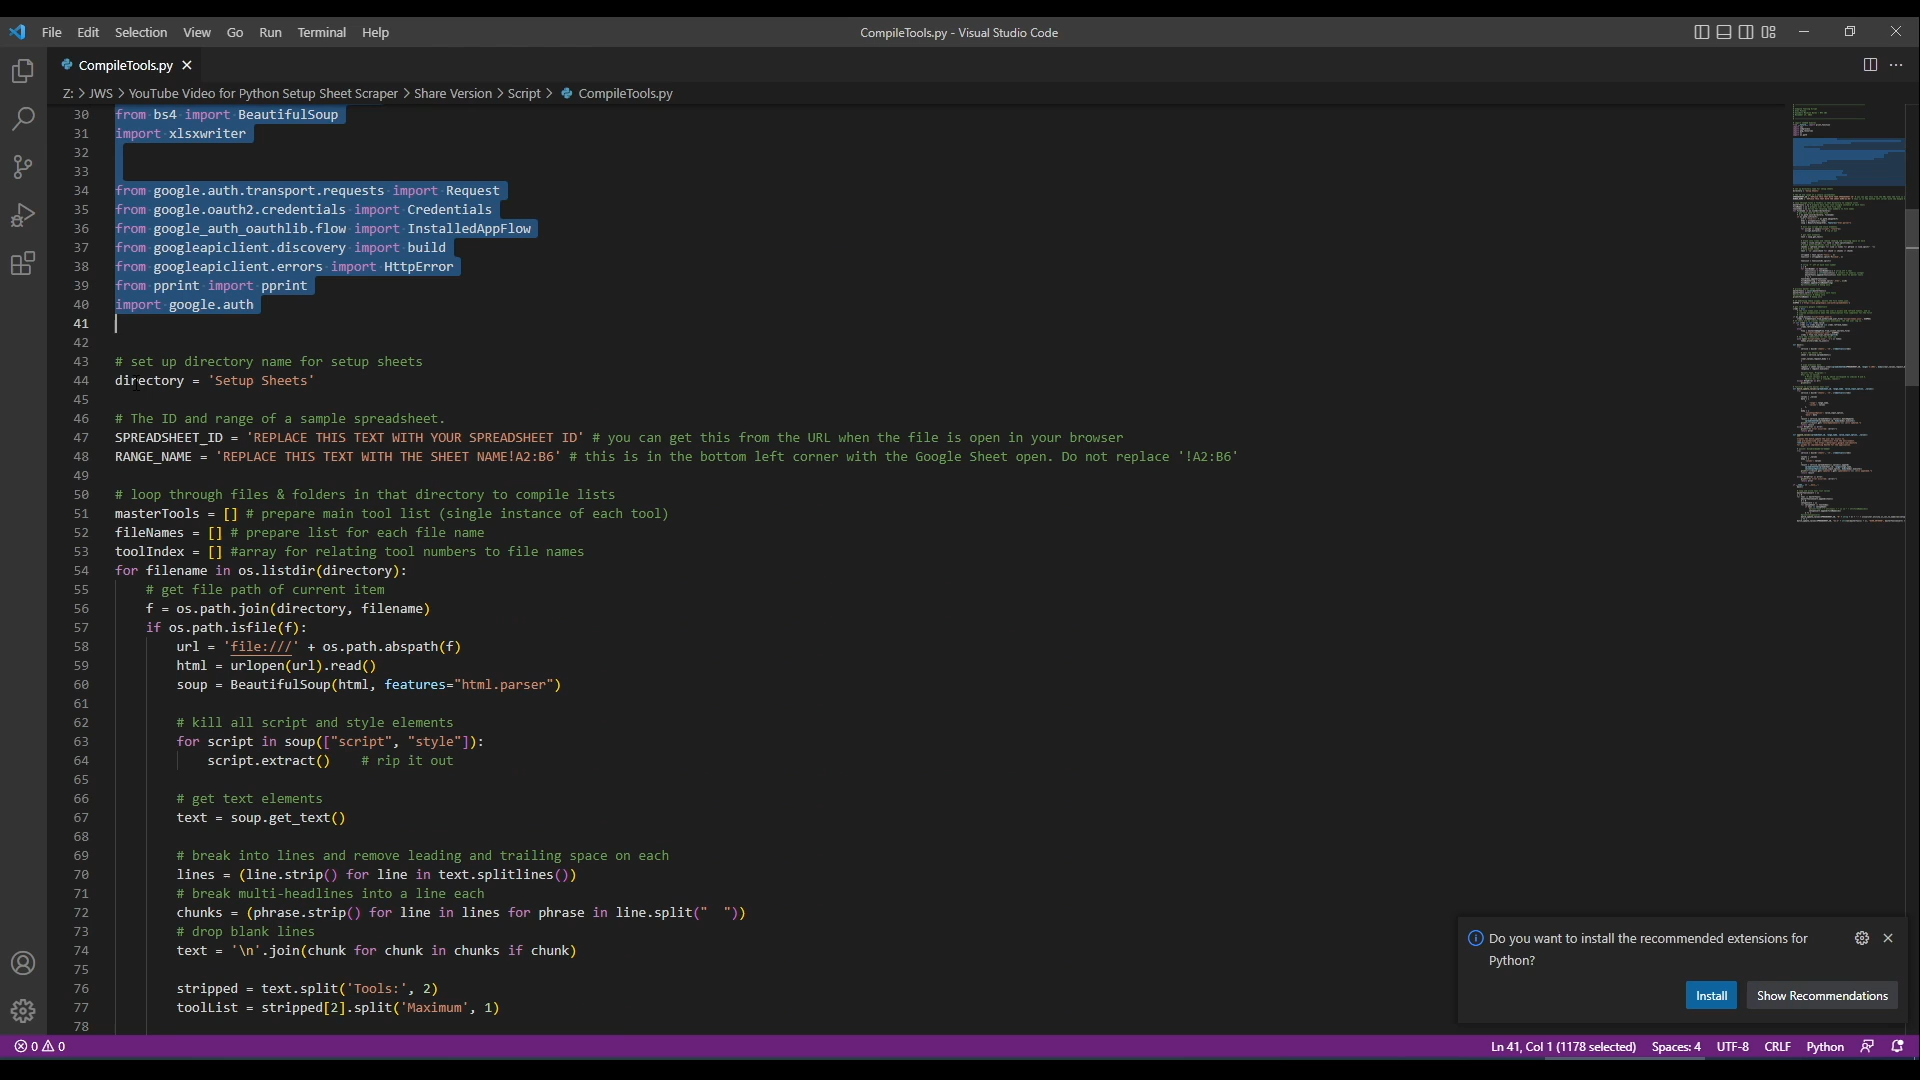 File Edit Selection View Go Run Terminal Help
CompileTools.py - Visual Studio Code
CompileTools.py
Z: > JWS > YouTube Video for Python Setup Sheet Scraper > Share Version > Script > CompileTools.py
30 from bs4 import BeautifulSoup
31 import xlsxwriter
32
33
34 from google.auth.transport.requests import Request
35 from google.oauth2.credentials import Credentials
36 from google_auth_oauthlib.flow import InstalledAppFlow
37 from googleapiclient.discovery import build
38 from googleapiclient.errors import HttpError
39 from pprint import pprint
40 import google.auth
41
42
43 # set up directory name for setup sheets
44 directory = 'Setup Sheets'
45
46 # The ID and range of a sample spreadsheet.
47 SPREADSHEET_ID = 'REPLACE THIS TEXT WITH YOUR SPREADSHEET ID' # you can get this from the URL when the file is open in your browser
48 RANGE_NAME = 'REPLACE THIS TEXT WITH THE SHEET NAME!A2:B6' # this is in the bottom left corner with the Google Sheet open. Do not replace '!A2:B6'
49
50 # loop through files & folders in that directory to compile lists
51 masterTools = [] # prepare main tool list (single instance of each tool)
52 fileNames = [] # prepare list for each file name
53 toolIndex = [] #array for relating tool numbers to file names
54 for filename in os.listdir(directory):
55 # get file path of current item
56 f = os.path.join(directory, filename)
57 if os.path.isfile(f):
58 url = 'file:///' + os.path.abspath(f)
59 html = urlopen(url).read()
60 soup = BeautifulSoup(html, features="html.parser")
61
62 # kill all script and style elements
63 for script in soup(["script", "style"]):
64 script.extract() # rip it out
65
66 # get text elements
67 text = soup.get_text()
68
69 # break into lines and remove leading and trailing space on each
70 lines = (line.strip() for line in text.splitlines())
71 # break multi-headlines into a line each
72 chunks = (phrase.strip() for line in lines for phrase in line.split("  "))
73 # drop blank lines
74 text = '\n'.join(chunk for chunk in chunks if chunk)
75
76 stripped = text.split('Tools:', 2)
77 toolList = stripped[2].split('Maximum', 1)
78
Do you want to install the recommended extensions for
Python?
Install Show Recommendations
0 0
Ln 41, Col 1 (1178 selected) Spaces: 4 UTF-8 CRLF Python